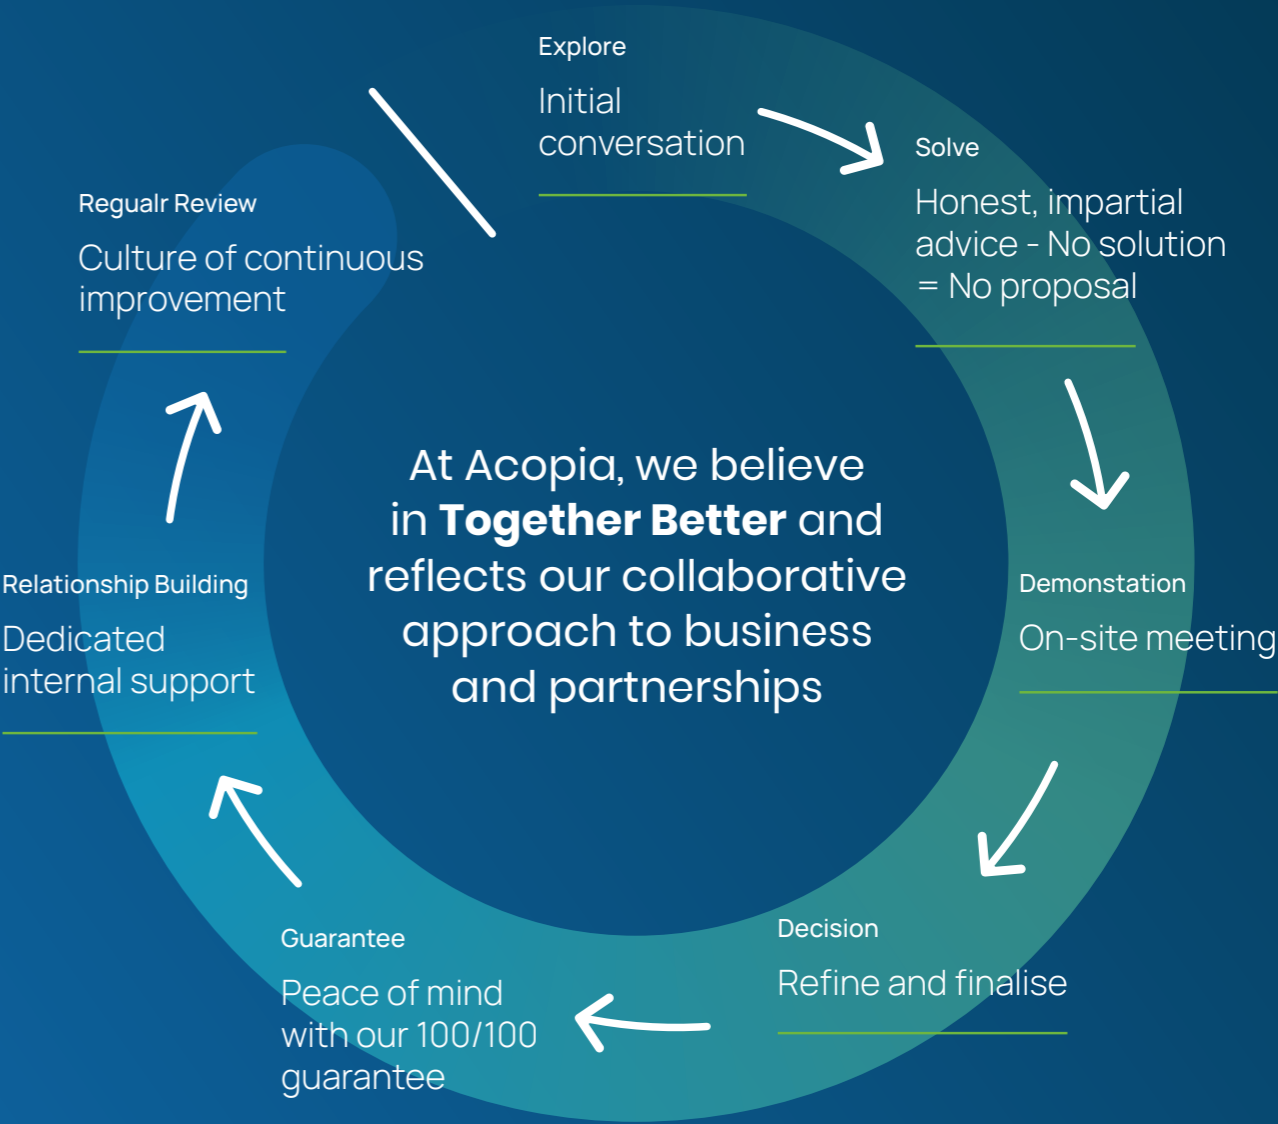 Explore
Initial
conversation
Solve
Honest, impartial
advice - No solution
= No proposal
Demonstation
On-site meeting
Decision
Refine and finalise
Guarantee
Peace of mind
with our 100/100
guarantee
Relationship Building
Dedicated
internal support
Regualr Review
Culture of continuous
improvement
At Acopia, we believe
in Together Better and
reflects our collaborative
approach to business
and partnerships